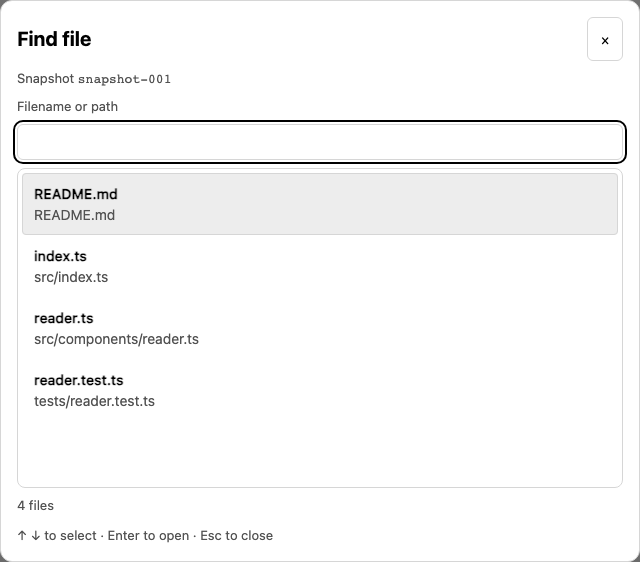 Find file
×
Snapshot snapshot-001
Filename or path
README.md
README.md
index.ts
src/index.ts
reader.ts
src/components/reader.ts
reader.test.ts
tests/reader.test.ts
4 files
↑ ↓ to select · Enter to open · Esc to close